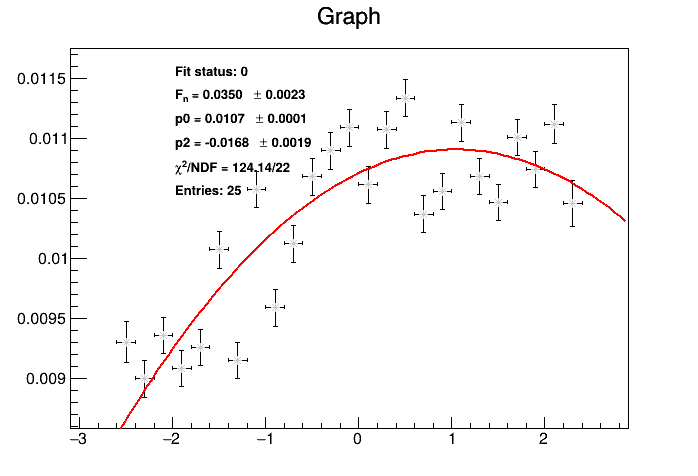 Graph
Fit status: 0
Fn = 0.0350 ± 0.0023
p0 = 0.0107 ± 0.0001
p2 = -0.0168 ± 0.0019
χ²/NDF = 124.14/22
Entries: 25
0.0115
0.011
0.0105
0.01
0.0095
0.009
−3 −2 −1 0 1 2